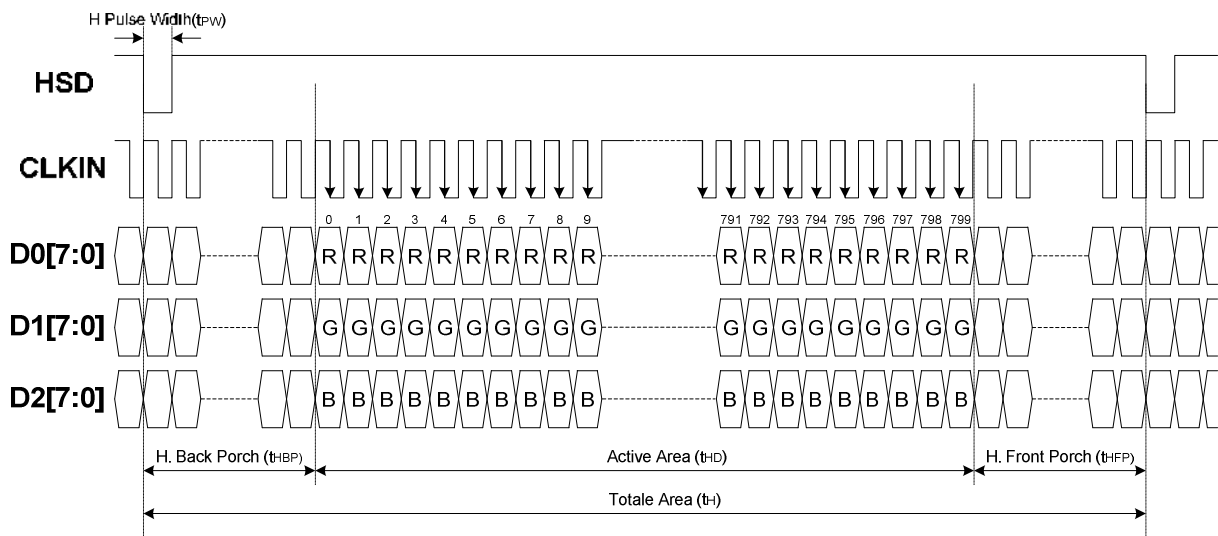 H Pulse Width(tPW)
HSD
CLKIN
0 1 2 3 4 5 6 7 8 9 791 792 793 794 795 796 797 798 799
D0[7:0] R R R R R R R R R R R R R R R R R R R
D1[7:0] G G G G G G G G G G G G G G G G G G G
D2[7:0] B B B B B B B B B B B B B B B B B B B
H. Back Porch (tHBP) Active Area (tHD) H. Front Porch (tHFP)
Totale Area (tH)